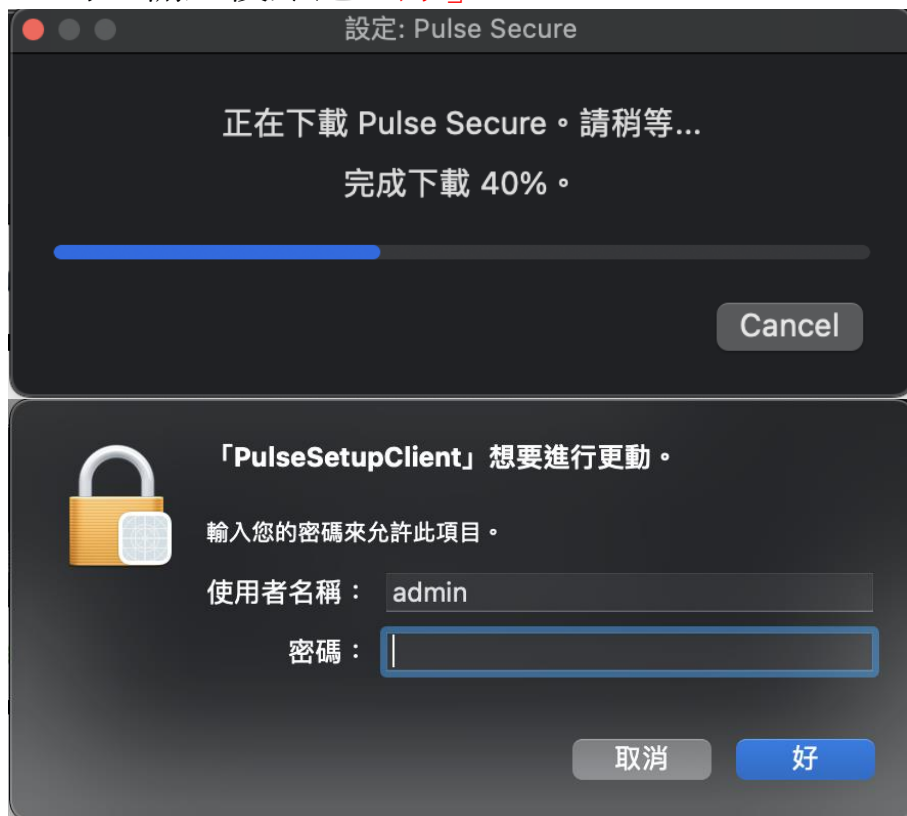 設定: Pulse Secure
正在下載 Pulse Secure。請稍等...
完成下載 40%。
Cancel
「PulseSetupClient」想要進行更動。
輸入您的密碼來允許此項目。
使用者名稱： admin
密碼：
取消 好